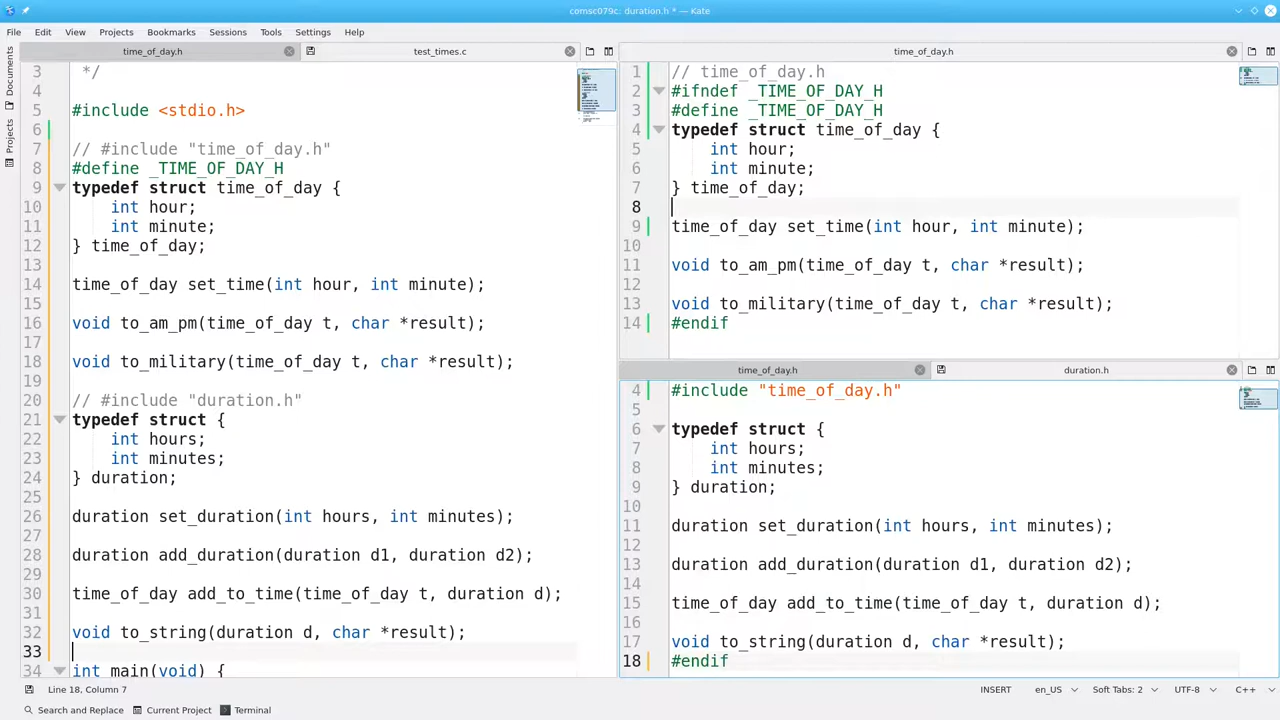 comsc079c: duration.h * — Kate
File Edit View Projects Bookmarks Sessions Tools Settings Help
Documents
Projects
time_of_day.h test_times.c
3 */
4
5 #include <stdio.h>
6
7 // #include "time_of_day.h"
8 #define _TIME_OF_DAY_H
9 typedef struct time_of_day {
10 int hour;
11 int minute;
12 } time_of_day;
13
14 time_of_day set_time(int hour, int minute);
15
16 void to_am_pm(time_of_day t, char *result);
17
18 void to_military(time_of_day t, char *result);
19
20 // #include "duration.h"
21 typedef struct {
22 int hours;
23 int minutes;
24 } duration;
25
26 duration set_duration(int hours, int minutes);
27
28 duration add_duration(duration d1, duration d2);
29
30 time_of_day add_to_time(time_of_day t, duration d);
31
32 void to_string(duration d, char *result);
33
34 int main(void) {
time_of_day.h
1 // time_of_day.h
2 #ifndef _TIME_OF_DAY_H
3 #define _TIME_OF_DAY_H
4 typedef struct time_of_day {
5 int hour;
6 int minute;
7 } time_of_day;
8
9 time_of_day set_time(int hour, int minute);
10
11 void to_am_pm(time_of_day t, char *result);
12
13 void to_military(time_of_day t, char *result);
14 #endif
time_of_day.h duration.h
4 #include "time_of_day.h"
5
6 typedef struct {
7 int hours;
8 int minutes;
9 } duration;
10
11 duration set_duration(int hours, int minutes);
12
13 duration add_duration(duration d1, duration d2);
14
15 time_of_day add_to_time(time_of_day t, duration d);
16
17 void to_string(duration d, char *result);
18 #endif
Line 18, Column 7 INSERT en_US Soft Tabs: 2 UTF-8 C++
Search and Replace Current Project Terminal